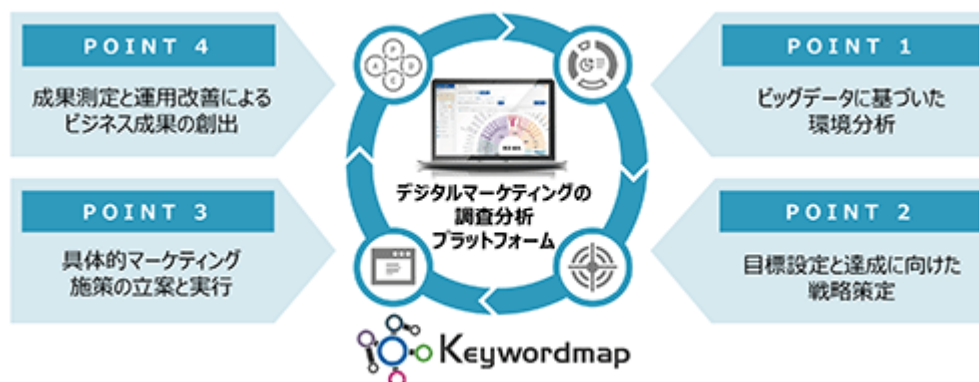 POINT 4
成果測定と運用改善による
ビジネス成果の創出
POINT 1
ビッグデータに基づいた
環境分析
デジタルマーケティングの
調査分析
プラットフォーム
POINT 3
具体的マーケティング
施策の立案と実行
POINT 2
目標設定と達成に向けた
戦略策定
P
A
D
C
Keywordmap